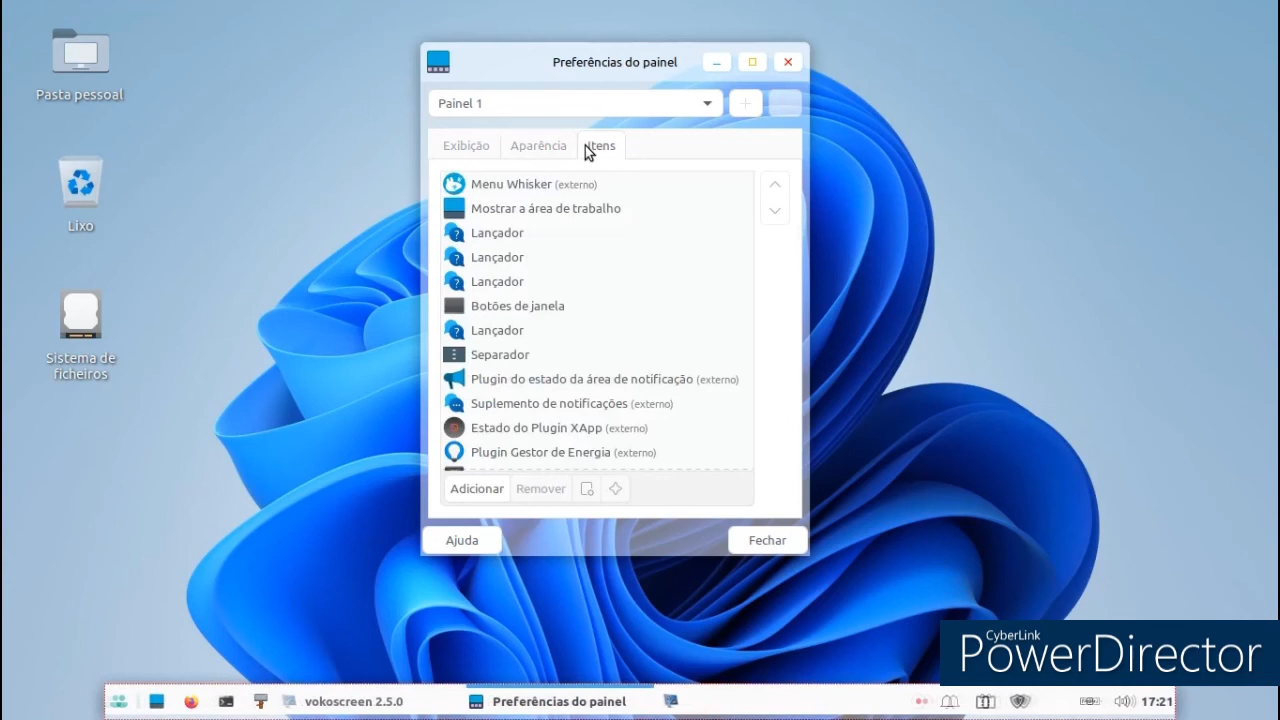 Pasta pessoal
Lixo
Sistema de
ficheiros
Preferências do painel
Painel 1
Exibição
Aparência
Itens
Menu Whisker (externo)
Mostrar a área de trabalho
Lançador
Lançador
Lançador
Botões de janela
Lançador
Separador
Plugin do estado da área de notificação (externo)
Suplemento de notificações (externo)
Estado do Plugin XApp (externo)
Plugin Gestor de Energia (externo)
Adicionar
Remover
Ajuda
Fechar
CyberLink
PowerDirector
vokoscreen 2.5.0
Preferências do painel
17:21